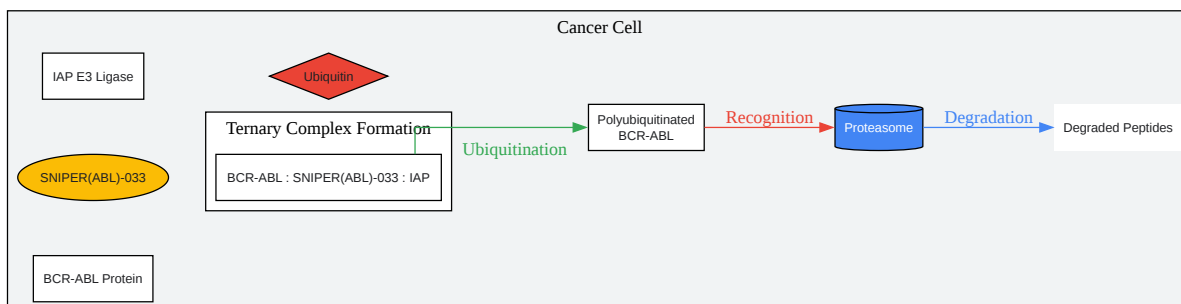 Cancer Cell
IAP E3 Ligase
Ubiquitin
Ternary Complex Formation
BCR-ABL : SNIPER(ABL)-033 : IAP
SNIPER(ABL)-033
BCR-ABL Protein
Ubiquitination
Polyubiquitinated
BCR-ABL
Recognition
Proteasome
Degradation
Degraded Peptides